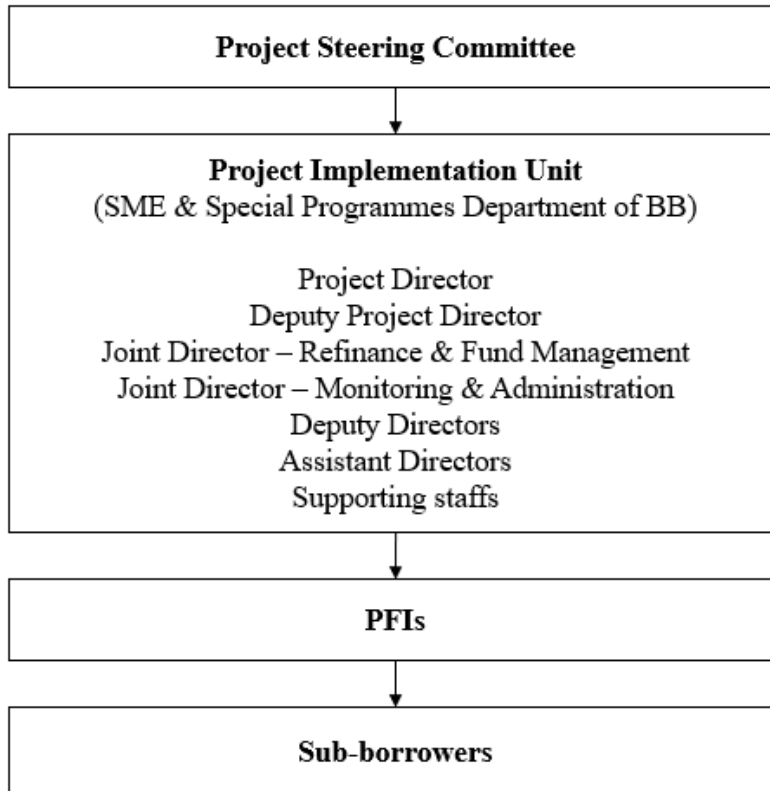 Project Steering Committee
Project Implementation Unit
(SME & Special Programmes Department of BB)
Project Director
Deputy Project Director
Joint Director – Refinance & Fund Management
Joint Director – Monitoring & Administration
Deputy Directors
Assistant Directors
Supporting staffs
PFIs
Sub-borrowers